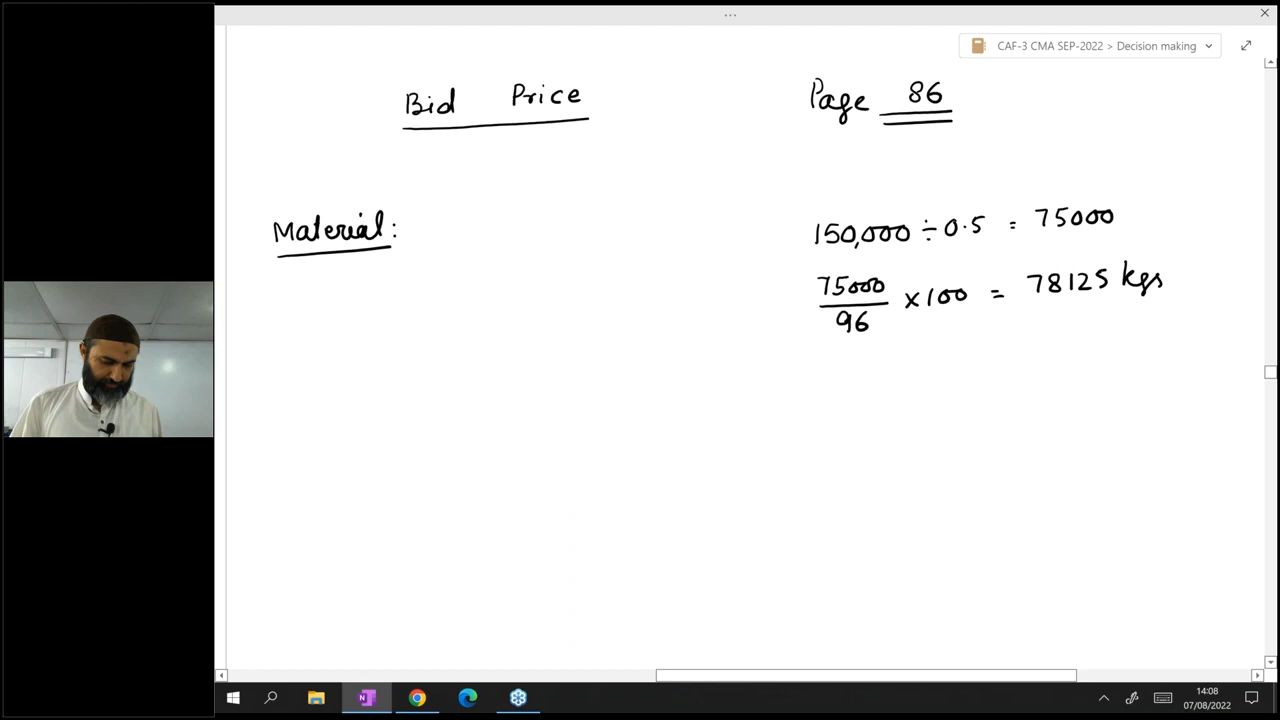 CAF-3 CMA SEP-2022 > Decision making
Bid Price
Page 86
Material:
150,000 ÷ 0.5 = 75000
75000
96
x 100 = 78125 kgs
14:08
07/08/2022